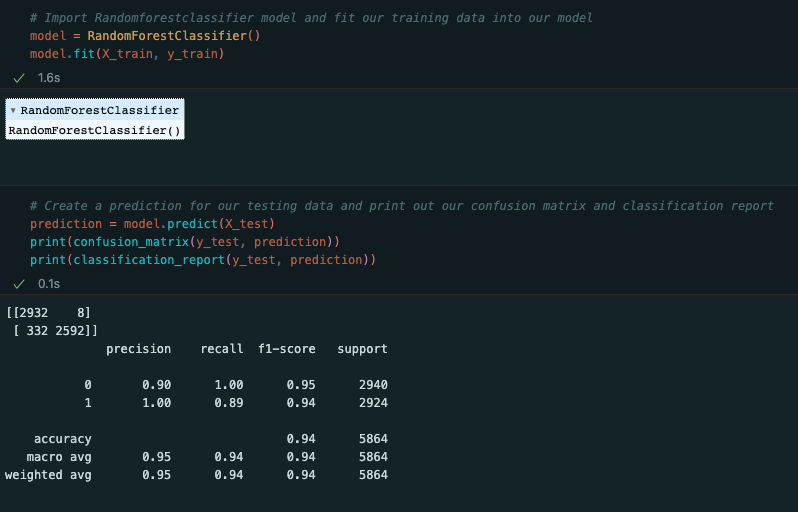 # Import Randomforestclassifier model and fit our training data into our model
model = RandomForestClassifier()
model.fit(X_train, y_train)
✓ 1.6s
▾ RandomForestClassifier
RandomForestClassifier()
# Create a prediction for our testing data and print out our confusion matrix and classification report
prediction = model.predict(X_test)
print(confusion_matrix(y_test, prediction))
print(classification_report(y_test, prediction))
✓ 0.1s
[[2932    8]
 [ 332 2592]]
              precision    recall  f1-score   support
           0       0.90      1.00      0.95      2940
           1       1.00      0.89      0.94      2924
    accuracy                           0.94      5864
   macro avg       0.95      0.94      0.94      5864
weighted avg       0.95      0.94      0.94      5864